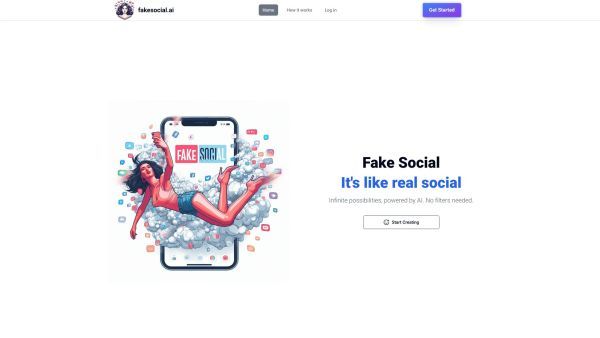 fakesocial.ai
Home
How it works
Log in
Get Started
FAKE SOCIAL
Fake Social
It's like real social
Infinite possibilities, powered by AI. No filters needed.
Start Creating